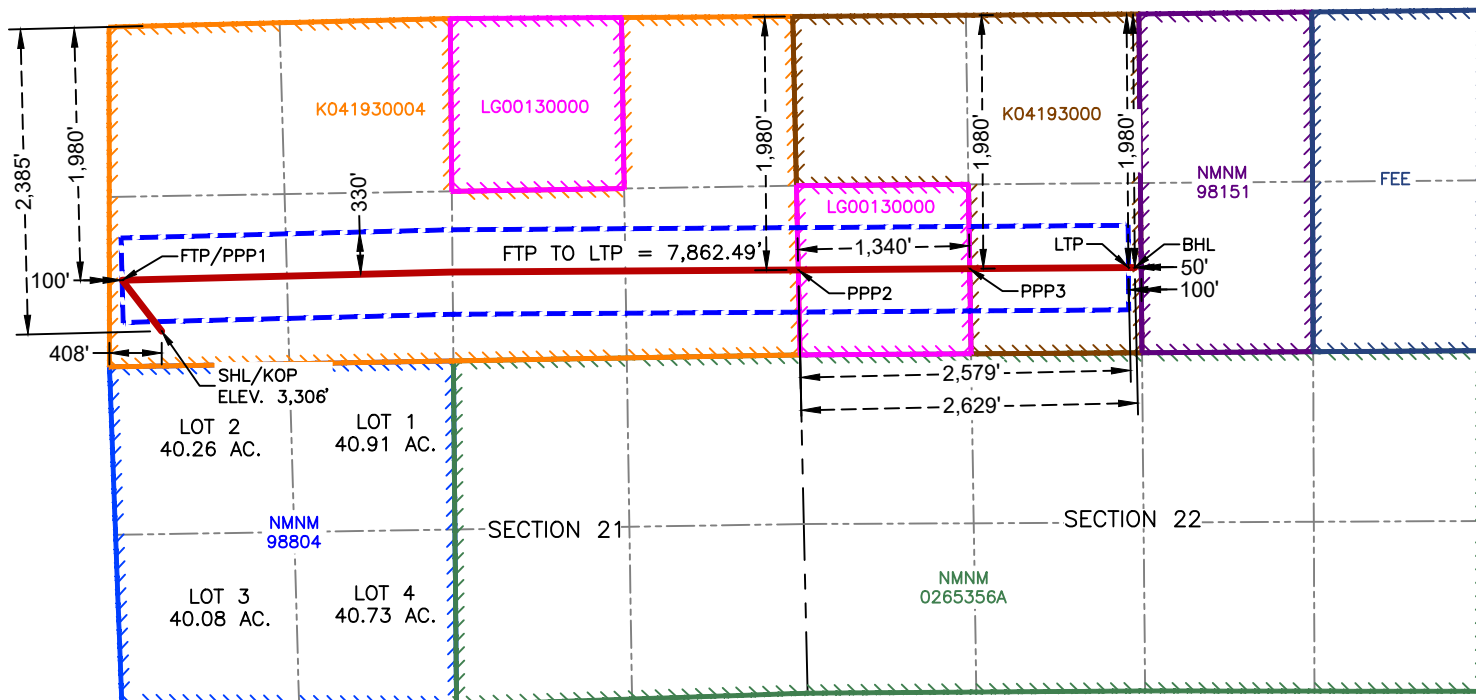 K041930004
LG00130000
K04193000
NMNM
98151
FEE
LG00130000
2,385'
1,980'
330'
1,980'
1,980'
1,980'
FTP/PPP1
FTP TO LTP = 7,862.49'
1,340'
LTP
BHL
50'
100'
100'
PPP2
PPP3
408'
SHL/KOP
ELEV. 3,306'
2,579'
2,629'
LOT 2
40.26 AC.
LOT 1
40.91 AC.
NMNM
98804
SECTION 21
SECTION 22
LOT 3
40.08 AC.
LOT 4
40.73 AC.
NMNM
0265356A